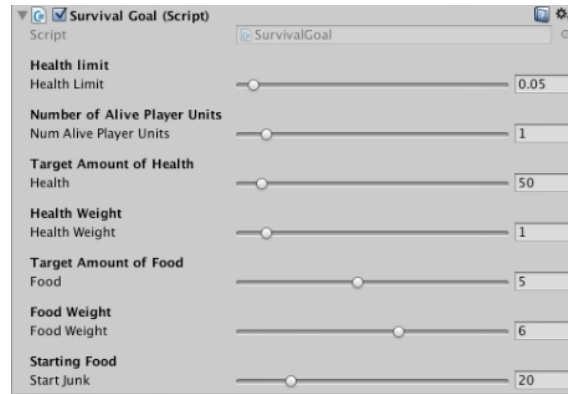 Survival Goal (Script)
Script SurvivalGoal
Health limit
Health Limit 0.05
Number of Alive Player Units
Num Alive Player Units 1
Target Amount of Health
Health 50
Health Weight
Health Weight 1
Target Amount of Food
Food 5
Food Weight
Food Weight 6
Starting Food
Start Junk 20